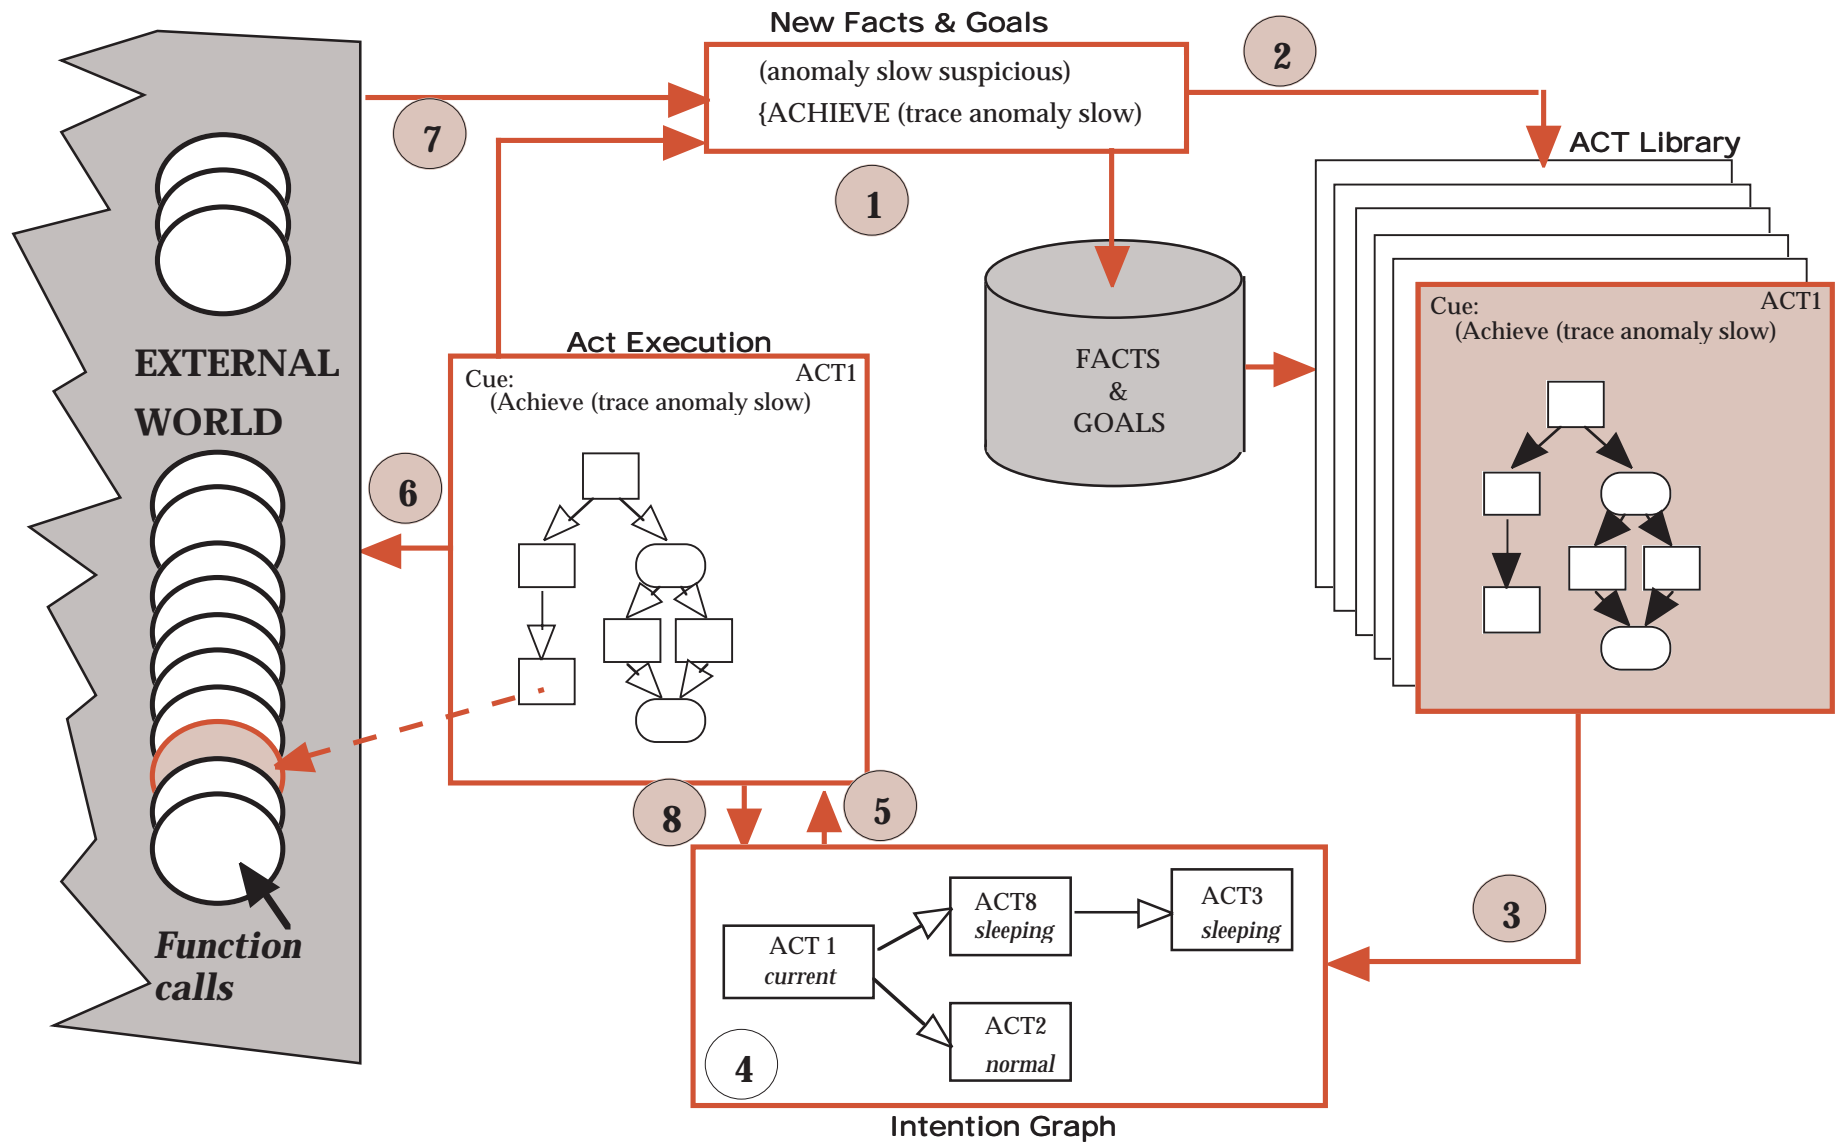 New Facts & Goals
(anomaly slow suspicious)
{ACHIEVE (trace anomaly slow)
2
7
1
ACT Library
Cue:
ACT1
(Achieve (trace anomaly slow)
FACTS
&
GOALS
EXTERNAL
WORLD
Act Execution
Cue:
ACT1
(Achieve (trace anomaly slow)
6
8
5
3
Function
calls
ACT 1
current
ACT8
sleeping
ACT3
sleeping
ACT2
normal
4
Intention Graph